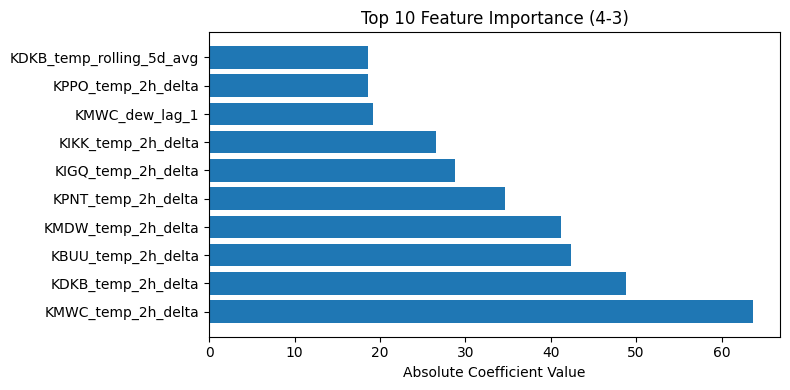 Top 10 Feature Importance (4-3)
KDKB_temp_rolling_5d_avg
KPPO_temp_2h_delta
KMWC_dew_lag_1
KIKK_temp_2h_delta
KIGQ_temp_2h_delta
KPNT_temp_2h_delta
KMDW_temp_2h_delta
KBUU_temp_2h_delta
KDKB_temp_2h_delta
KMWC_temp_2h_delta
0 10 20 30 40 50 60
Absolute Coefficient Value